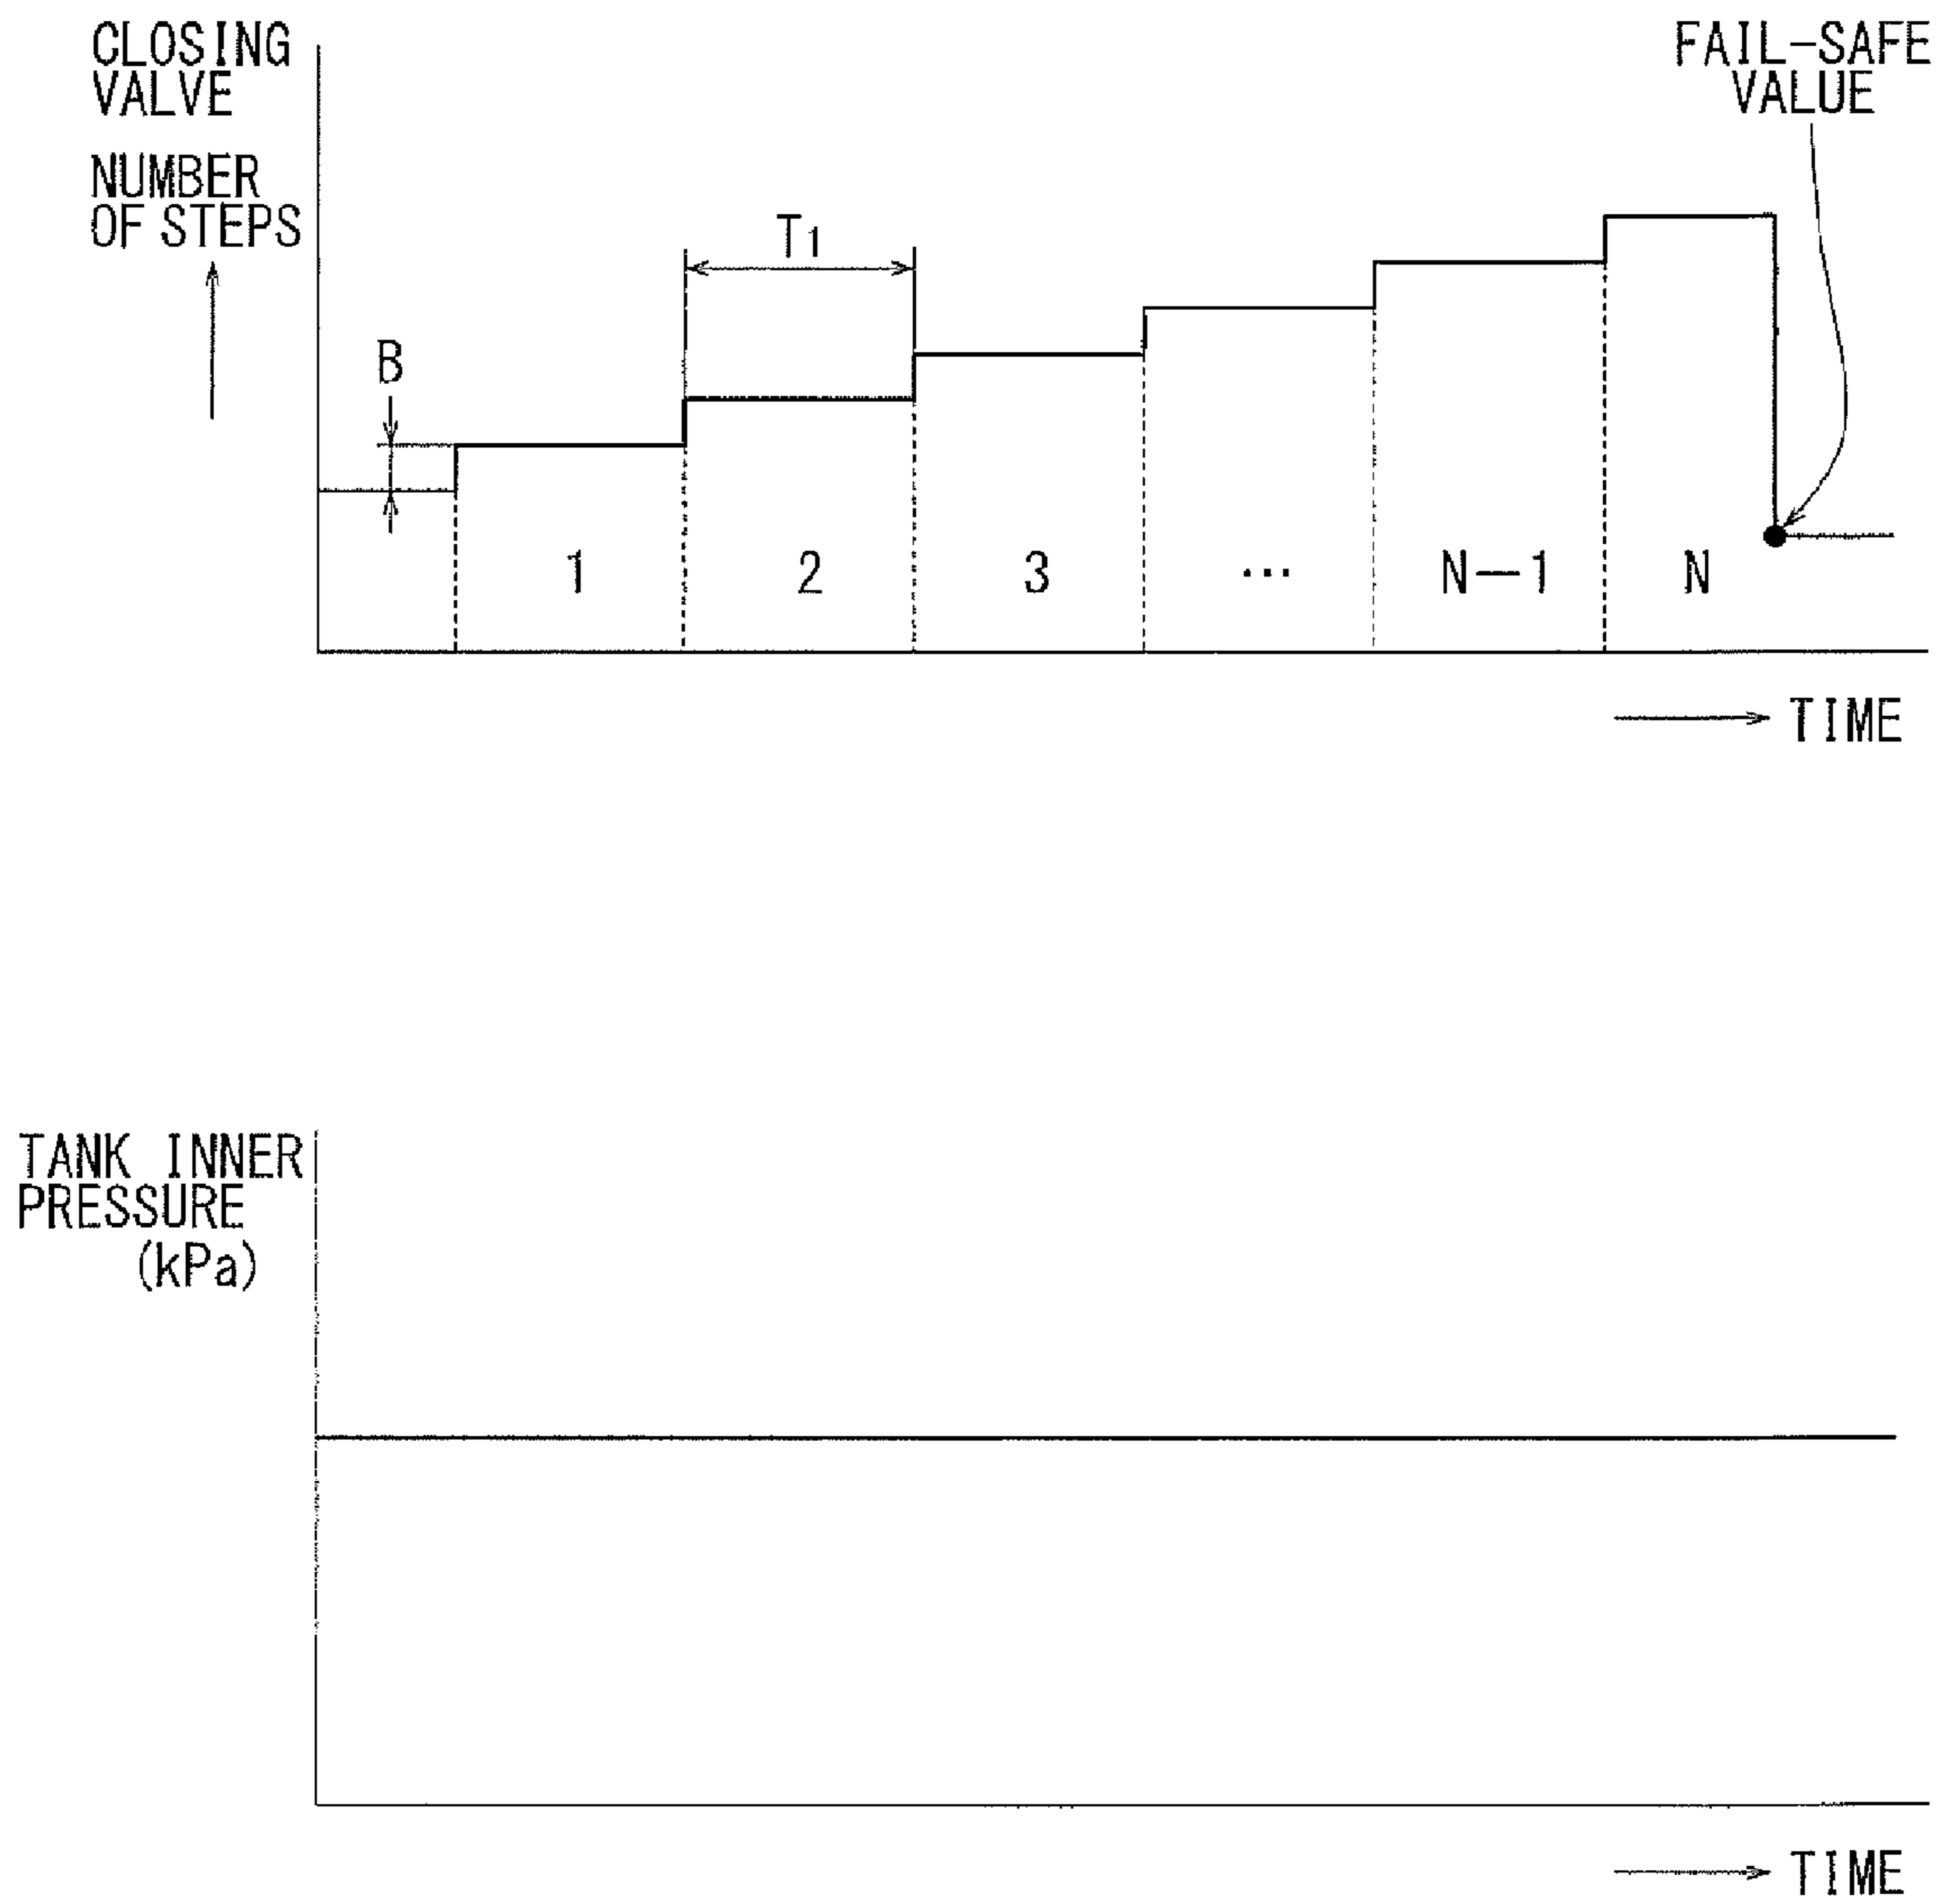 CLOSING
VALVE
NUMBER
OF STEPS
FAIL-SAFE
VALUE
T1
B
1 2 3 ··· N-1 N
TIME
TANK INNER
PRESSURE
(kPa)
TIME